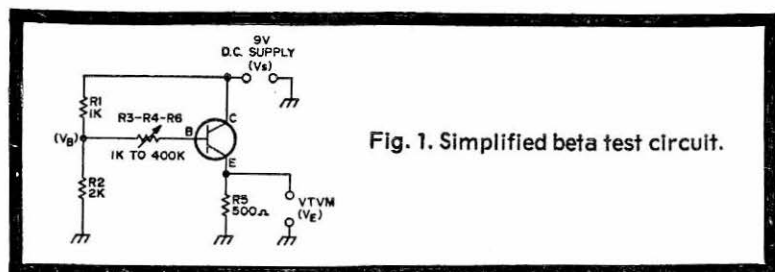 9V
D.C. SUPPLY
(Vs)
R1
1K
R3-R4-R6
C
(VB)
B
1K TO 400K
E
R2
2K
R5
500Ω
VTVM
(VE)
Fig. 1. Simplified beta test circuit.